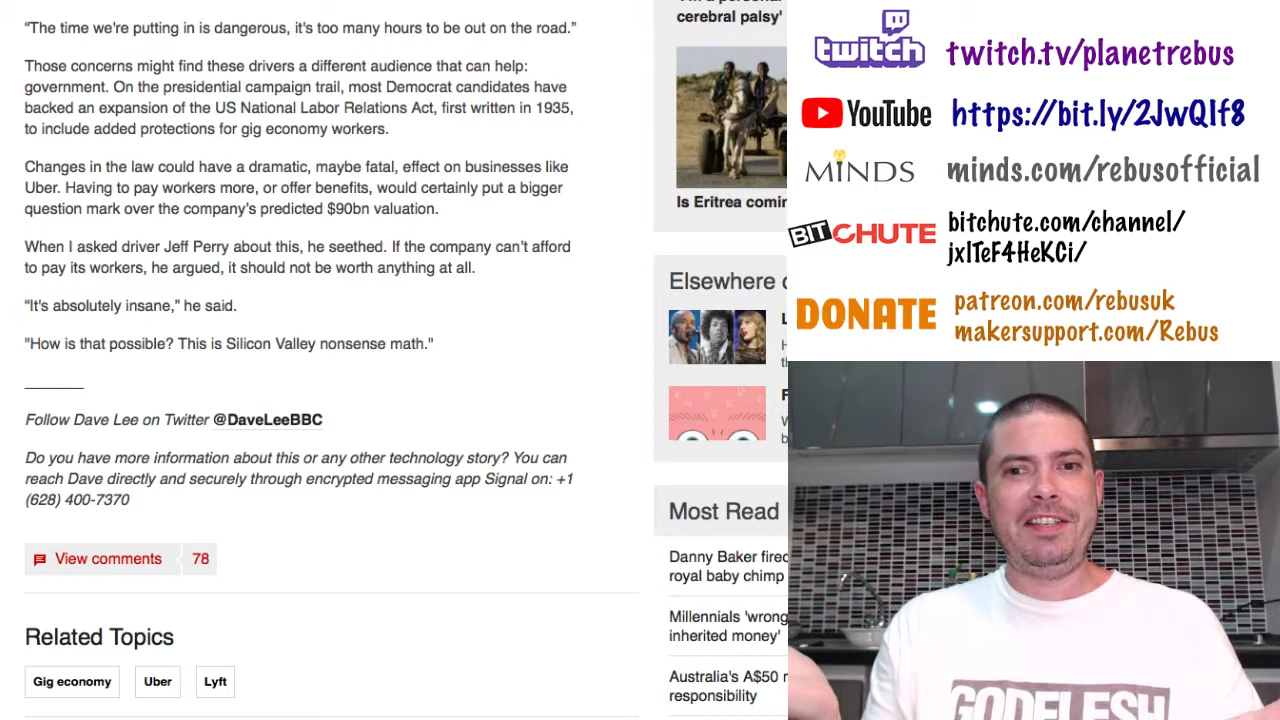 “The time we're putting in is dangerous, it's too many hours to be out on the road.”
Those concerns might find these drivers a different audience that can help:
government. On the presidential campaign trail, most Democrat candidates have
backed an expansion of the US National Labor Relations Act, first written in 1935,
to include added protections for gig economy workers.
Changes in the law could have a dramatic, maybe fatal, effect on businesses like
Uber. Having to pay workers more, or offer benefits, would certainly put a bigger
question mark over the company's predicted $90bn valuation.
When I asked driver Jeff Perry about this, he seethed. If the company can’t afford
to pay its workers, he argued, it should not be worth anything at all.
“It's absolutely insane,” he said.
"How is that possible? This is Silicon Valley nonsense math."
Follow Dave Lee on Twitter @DaveLeeBBC
Do you have more information about this or any other technology story? You can
reach Dave directly and securely through encrypted messaging app Signal on: +1
(628) 400-7370
View comments 78
Related Topics
Gig economy Uber Lyft
cerebral palsy'
Is Eritrea comin
Elsewhere
Most Read
Danny Baker fired
royal baby chimp
Millennials 'wrong
inherited money'
Australia's A$50
responsibility
twitch twitch.tv/planetrebus
YouTube https://bit.ly/2JwQIf8
MINDS minds.com/rebusofficial
BITCHUTE bitchute.com/channel/
jxITeF4HeKCi/
DONATE patreon.com/rebusuk
makersupport.com/Rebus
GODFLESH